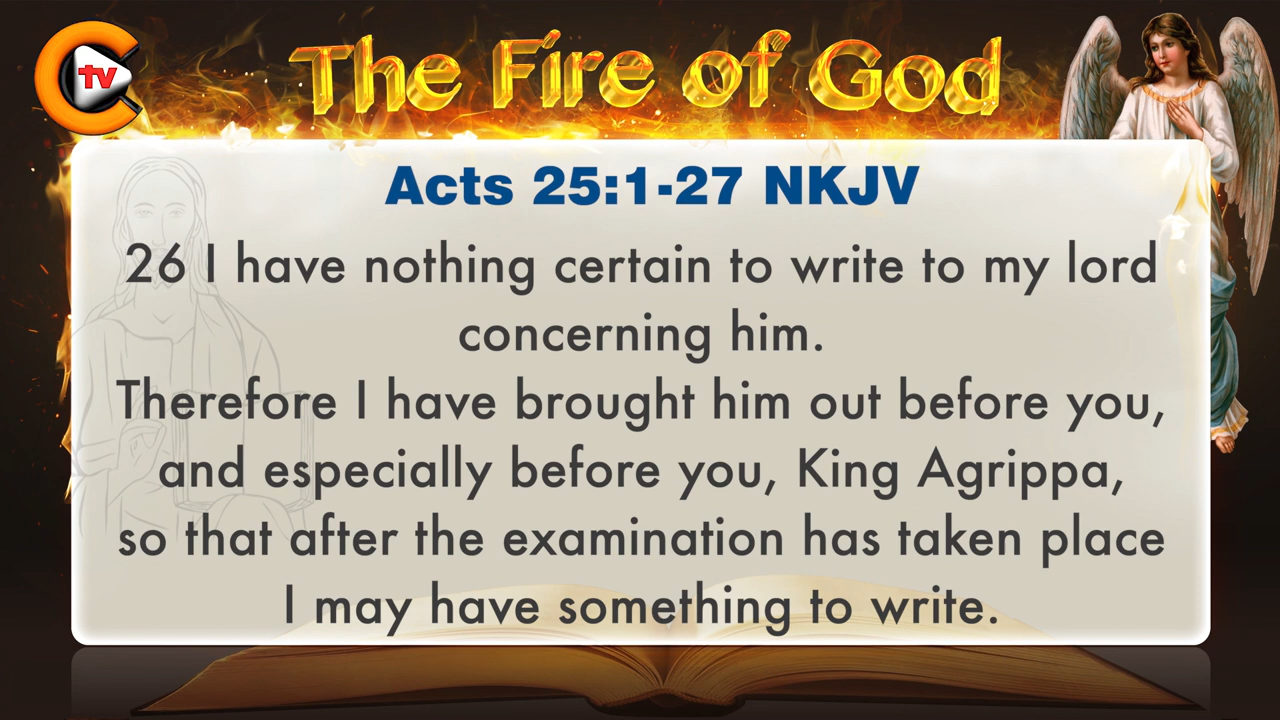 tv
The Fire of God
Acts 25:1-27 NKJV
26 I have nothing certain to write to my lord
concerning him.
Therefore I have brought him out before you,
and especially before you, King Agrippa,
so that after the examination has taken place
I may have something to write.